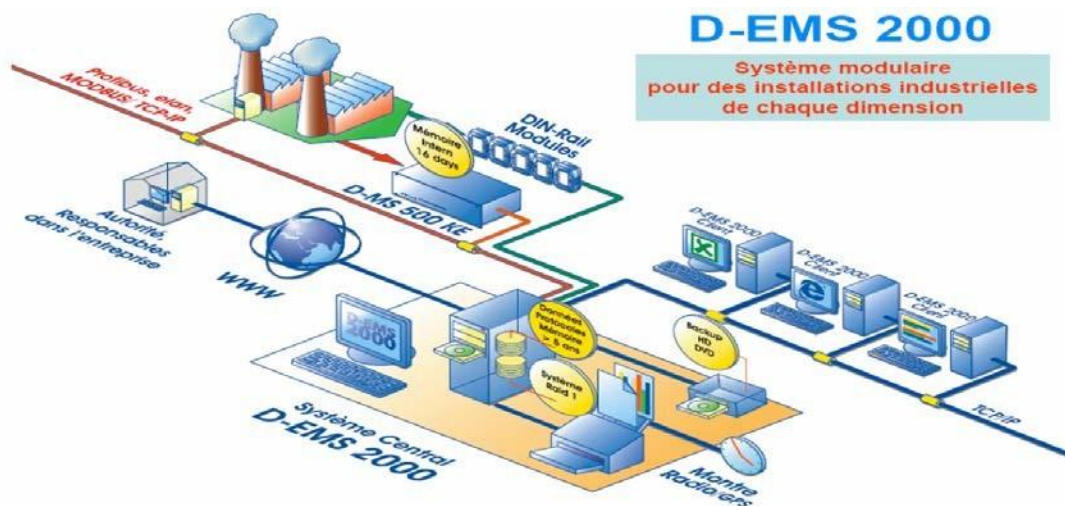 D-EMS 2000
Système modulaire
pour des installations industrielles
de chaque dimension
Profibus, elan,
MODBUS/ TCP-IP
Mémoire
Intern
16 days
DIN-Rail
Modules
D-MS 500 KE
Autorité,
Responsables
dans l'entreprise
WWW
D-EMS 2000
Client
D-EMS 2000
Client
D-EMS 2000
Client
D-EMS
2000
Données
Protocoles
Mémoire
> 5 ans
Backup
HD
DVD
Système
Raid 1
Système Central
D-EMS 2000
TCP/IP
Montre
Radio/GPS